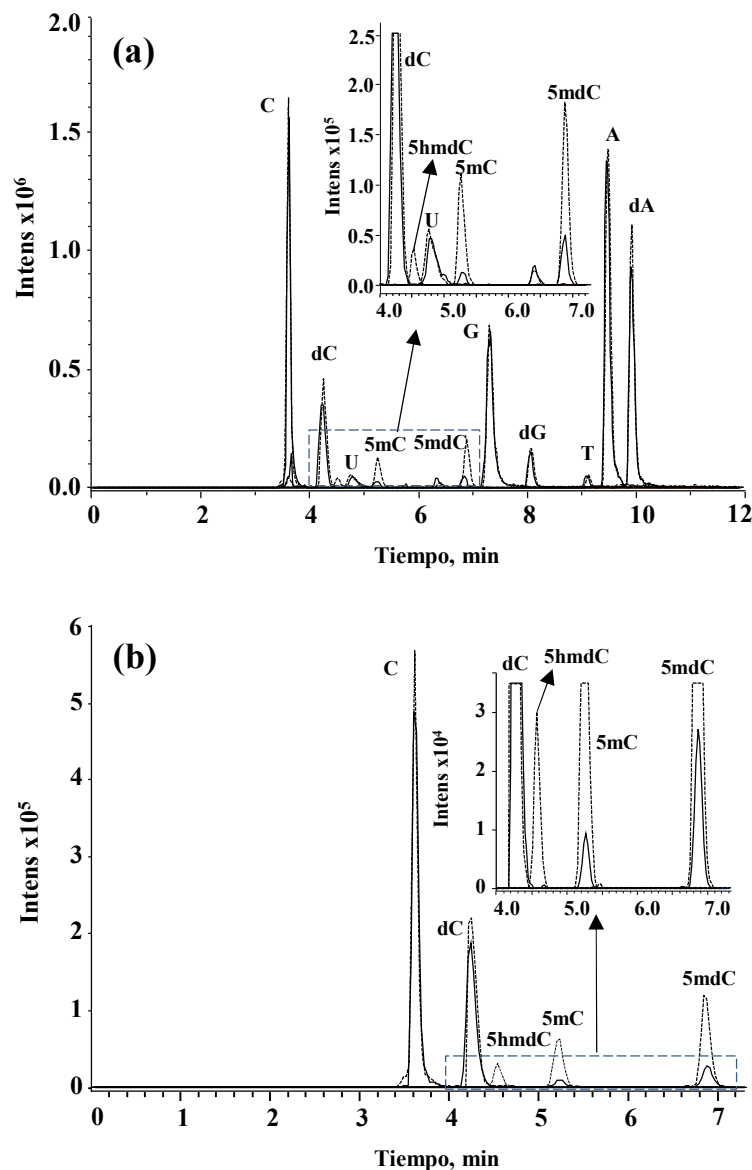 (a)
2.0
1.5
1.0
0.5
0.0
Intens x10⁶
0
2
4
6
8
10
12
Tiempo, min
C
dC
U
5mC
5mdC
G
dG
T
A
dA
2.5
2.0
1.5
1.0
0.5
0.0
Intens x10⁵
4.0 5.0 6.0 7.0
dC
5hmdC
U
5mC
5mdC
(b)
6
5
4
3
2
1
0
Intens x10⁵
0 1 2 3 4 5 6 7
Tiempo, min
C
dC
5hmdC
5mC
5mdC
3
2
1
0
Intens x10⁴
4.0 5.0 6.0 7.0
dC
5hmdC
5mC
5mdC